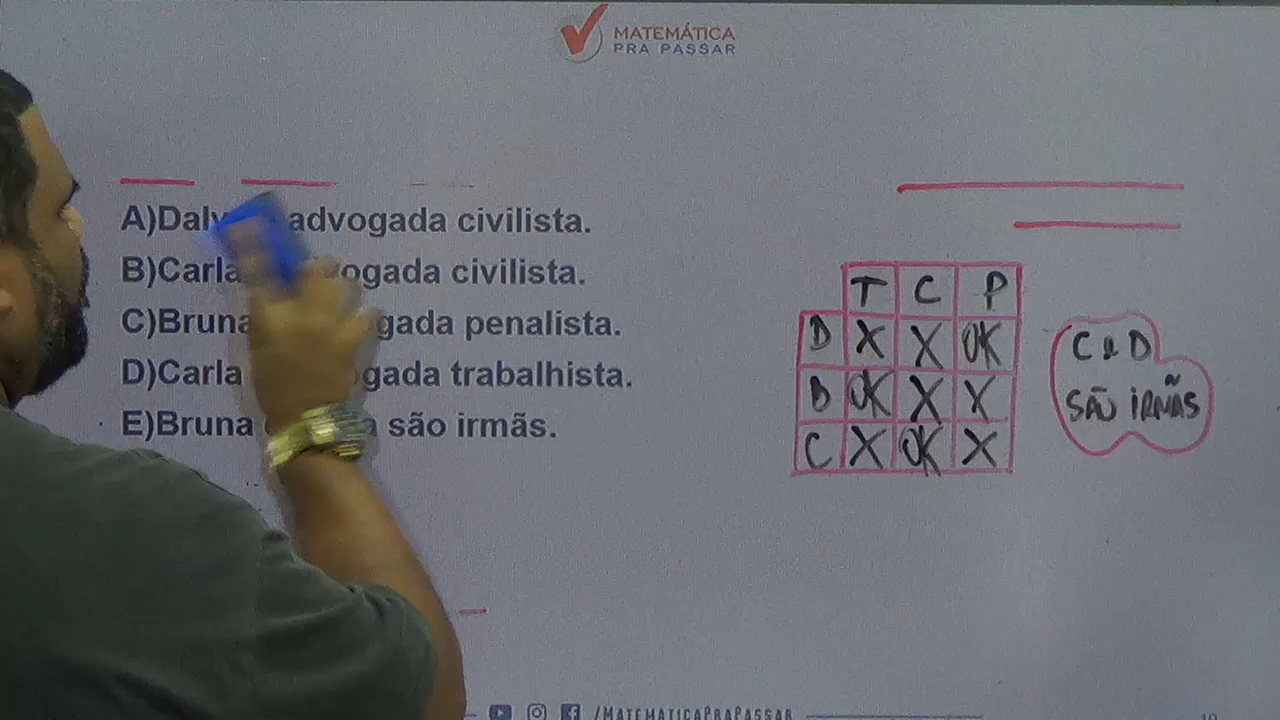 MATEMÁTICA
PRA PASSAR
A)Dal advogada civilista.
B)Carla ogada civilista.
C)Bruna gada penalista.
D)Carla gada trabalhista.
E)Bruna a são irmãs.
T C P
D X X OK
B OK X X
C X OK X
C e D
SÃO IRMÃS
/MATEMATICAPRAPASSAR